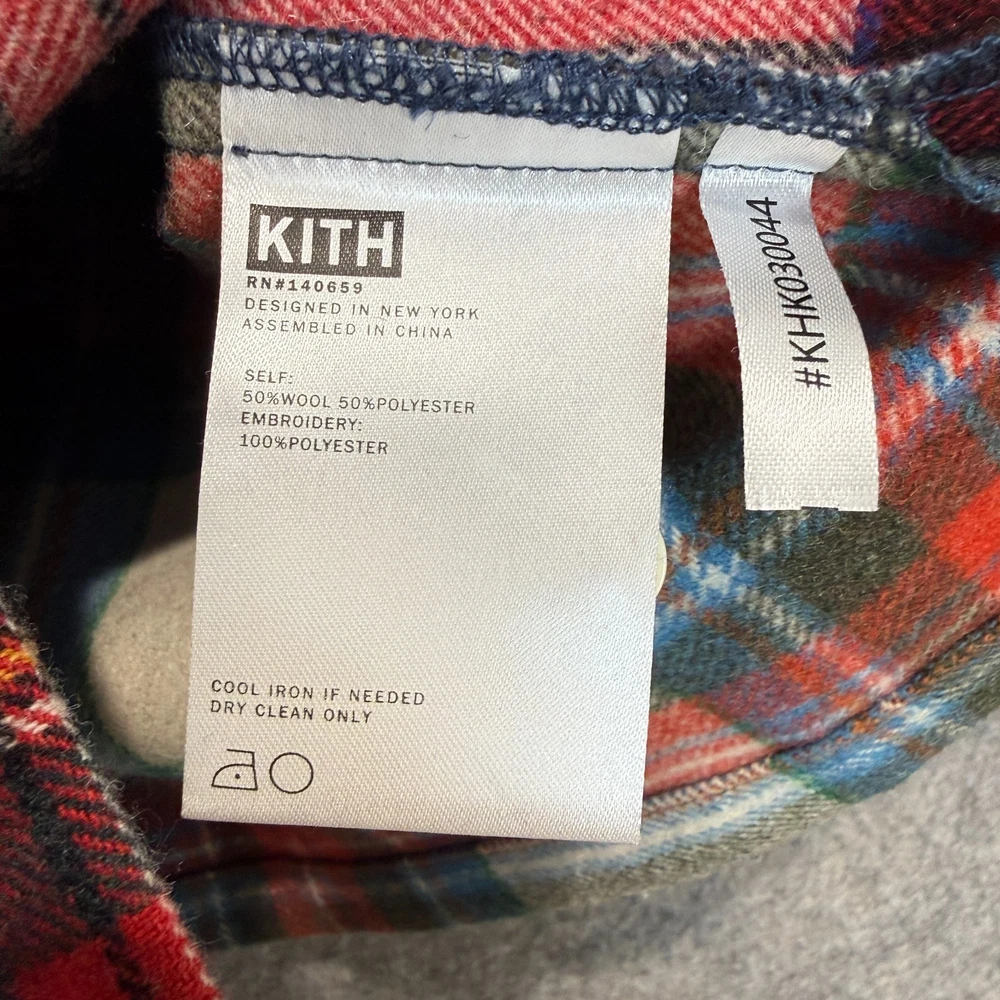 KITH
RN#140659
DESIGNED IN NEW YORK
ASSEMBLED IN CHINA
SELF:
50%WOOL 50%POLYESTER
EMBROIDERY:
100%POLYESTER
COOL IRON IF NEEDED
DRY CLEAN ONLY
#KHK030044